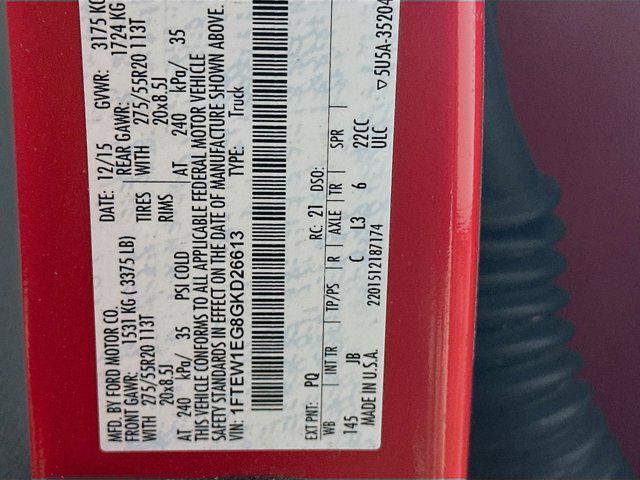 MFD. BY FORD MOTOR CO. DATE: 12/15 GVWR: 3175 KG
FRONT GAWR: 1531 KG ( 3375 LB) REAR GAWR: 1724 KG
WITH 275/55R20 113T TIRES WITH 275/55R20 113T
20x8.5J RIMS 20x8.5J
AT 240 kPa/ 35 PSI COLD AT 240 kPa/ 35
THIS VEHICLE CONFORMS TO ALL APPLICABLE FEDERAL MOTOR VEHICLE
SAFETY STANDARDS IN EFFECT ON THE DATE OF MANUFACTURE SHOWN ABOVE.
VIN: 1FTEW1EG8GKD26613 TYPE: Truck
EXT PNT: PQ RC: 21 DSO:
WB INT TR TP/PS R AXLE TR SPR
145 JB C L3 6 22CC
MADE IN U.S.A. 2201512187174 ULC
▽5U5A-35204